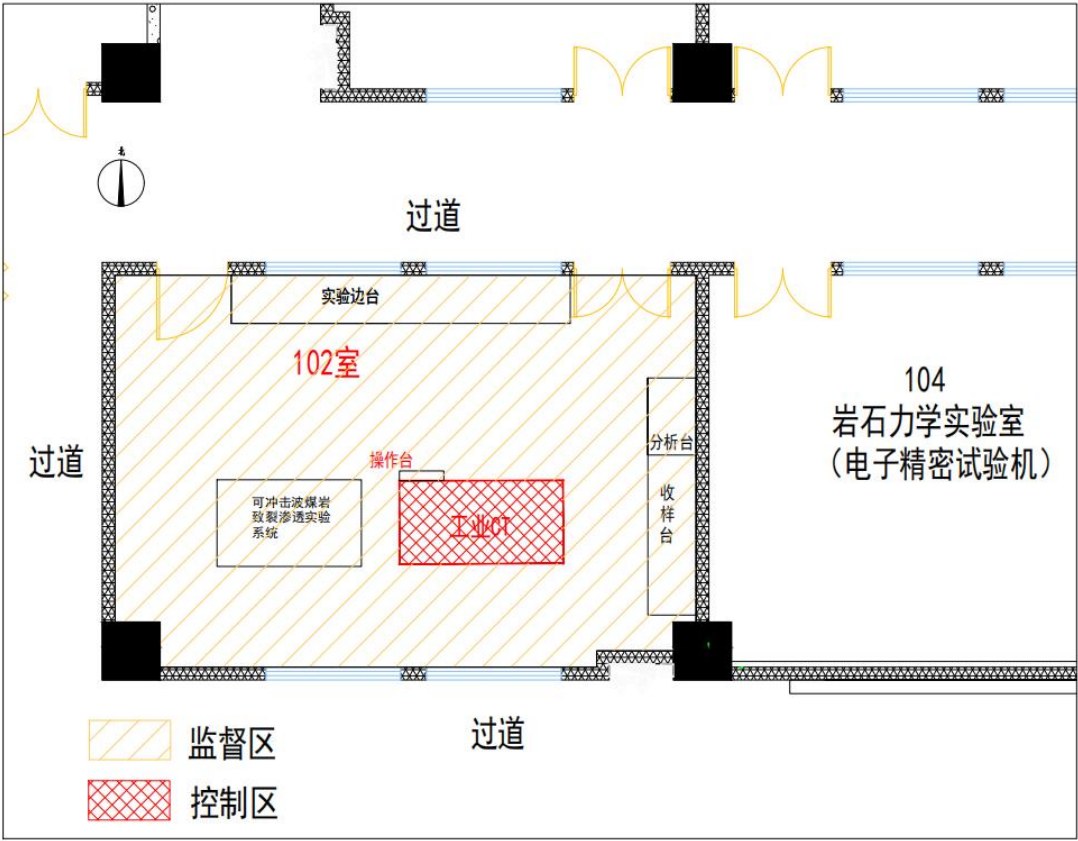 北
过道
实验边台
102室
104
岩石力学实验室
（电子精密试验机）
过道
操作台
分析台
可冲击波煤岩
致裂渗透实验
系统
工业CT
收
样
台
监督区
过道
控制区